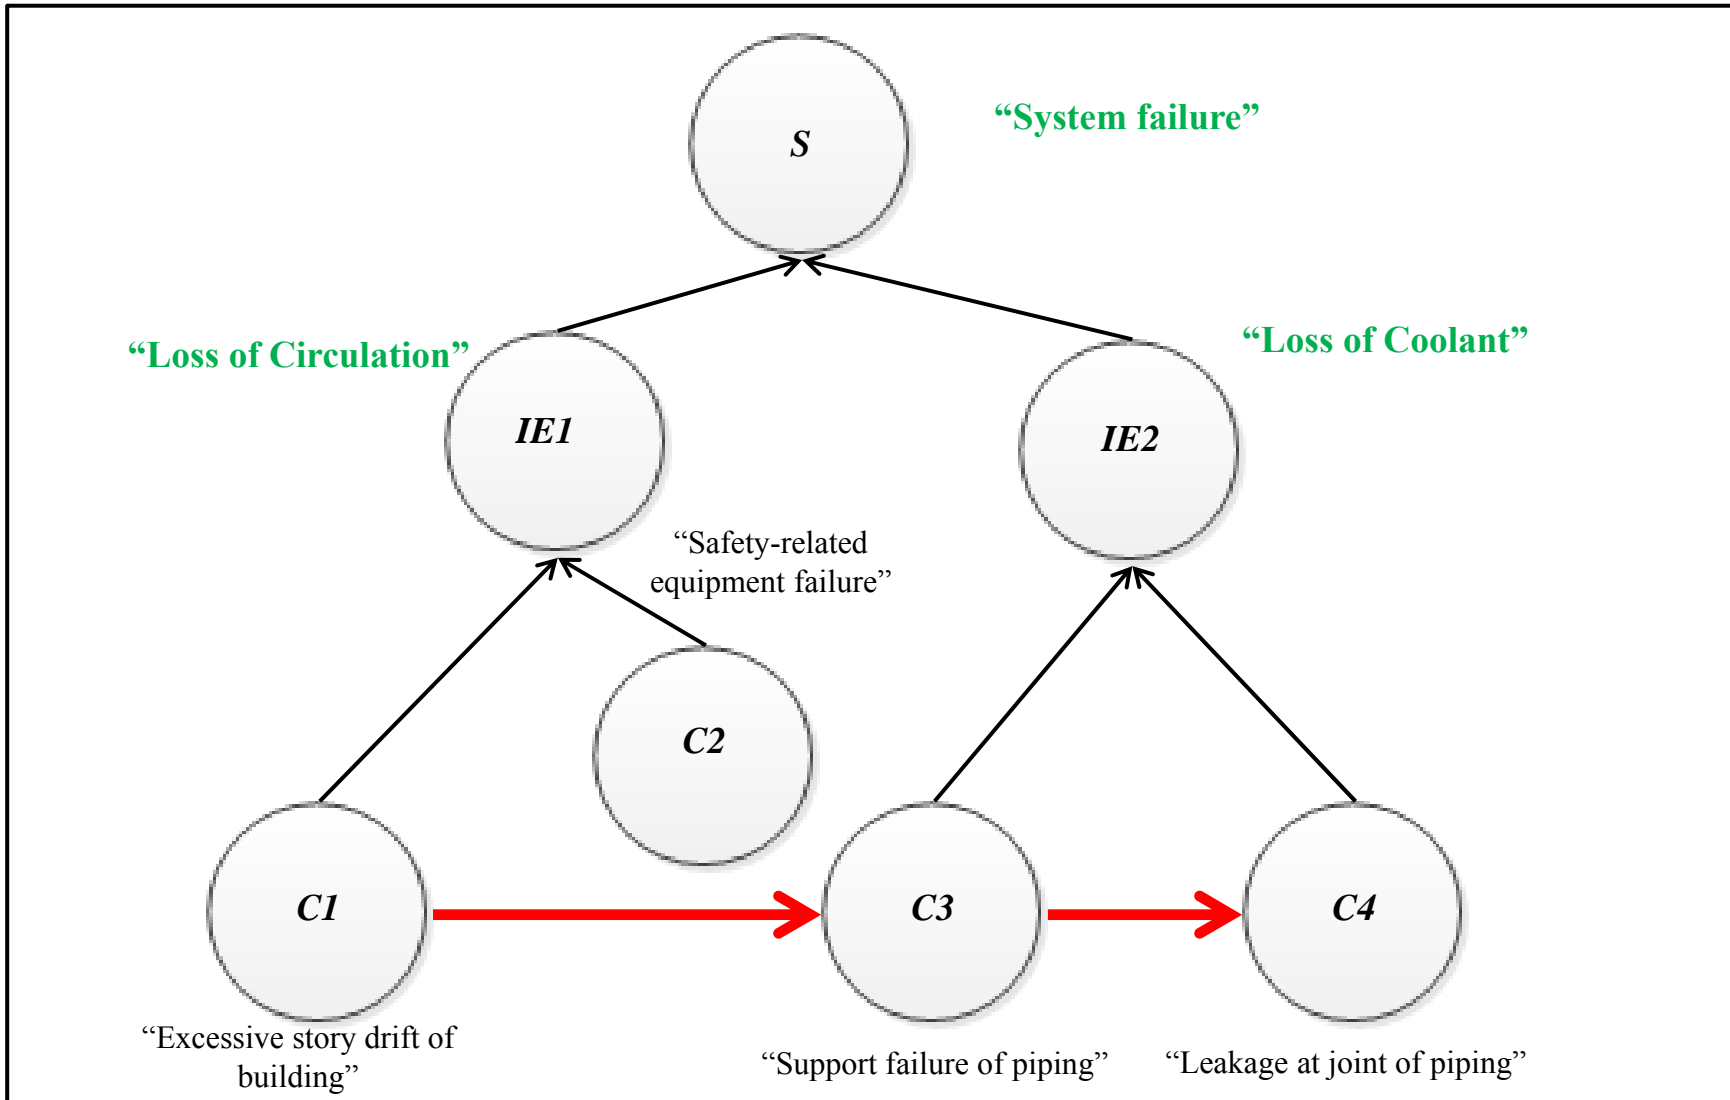 S
“System failure”
“Loss of Circulation”
“Loss of Coolant”
IE1
IE2
“Safety-related
equipment failure”
C2
C1
C3
C4
“Excessive story drift of
building”
“Support failure of piping”
“Leakage at joint of piping”